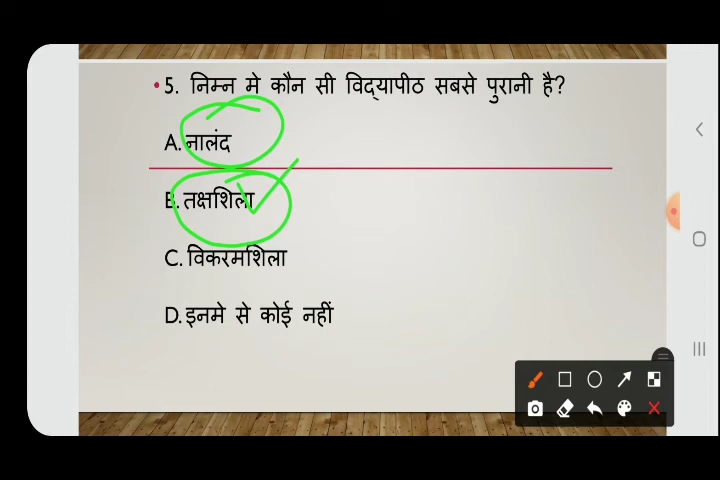 •5. निम्न मे कौन सी विद्यापीठ सबसे पुरानी है?
A. नालंद
B. तक्षशिला
C. विकरमशिला
D. इनमे से कोई नहीं